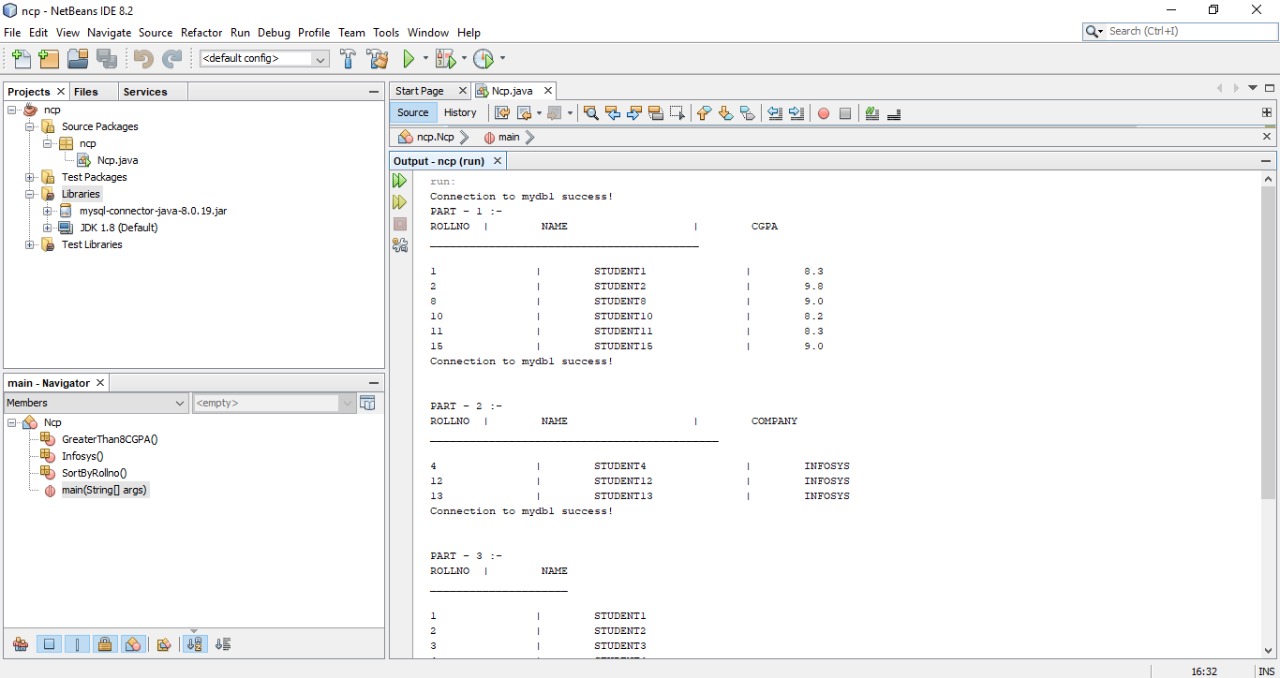 ncp - NetBeans IDE 8.2
File Edit View Navigate Source Refactor Run Debug Profile Team Tools Window Help
Search (Ctrl+I)
<default config>
Projects Files Services
ncp
Source Packages
ncp
Ncp.java
Test Packages
Libraries
mysql-connector-java-8.0.19.jar
JDK 1.8 (Default)
Test Libraries
main - Navigator
Members <empty>
Ncp
GreaterThan8CGPA()
Infosys()
SortByRollno()
main(String[] args)
Start Page Ncp.java
Source History
ncp.Ncp main
Output - ncp (run)
run:
Connection to mydb1 success!
PART - 1 :-
ROLLNO | NAME | CGPA
_________________________________________
1 | STUDENT1 | 8.3
2 | STUDENT2 | 9.8
8 | STUDENT8 | 9.0
10 | STUDENT10 | 8.2
11 | STUDENT11 | 8.3
15 | STUDENT15 | 9.0
Connection to mydb1 success!
PART - 2 :-
ROLLNO | NAME | COMPANY
____________________________________________
4 | STUDENT4 | INFOSYS
12 | STUDENT12 | INFOSYS
13 | STUDENT13 | INFOSYS
Connection to mydb1 success!
PART - 3 :-
ROLLNO | NAME
_____________________
1 | STUDENT1
2 | STUDENT2
3 | STUDENT3
16:32 INS